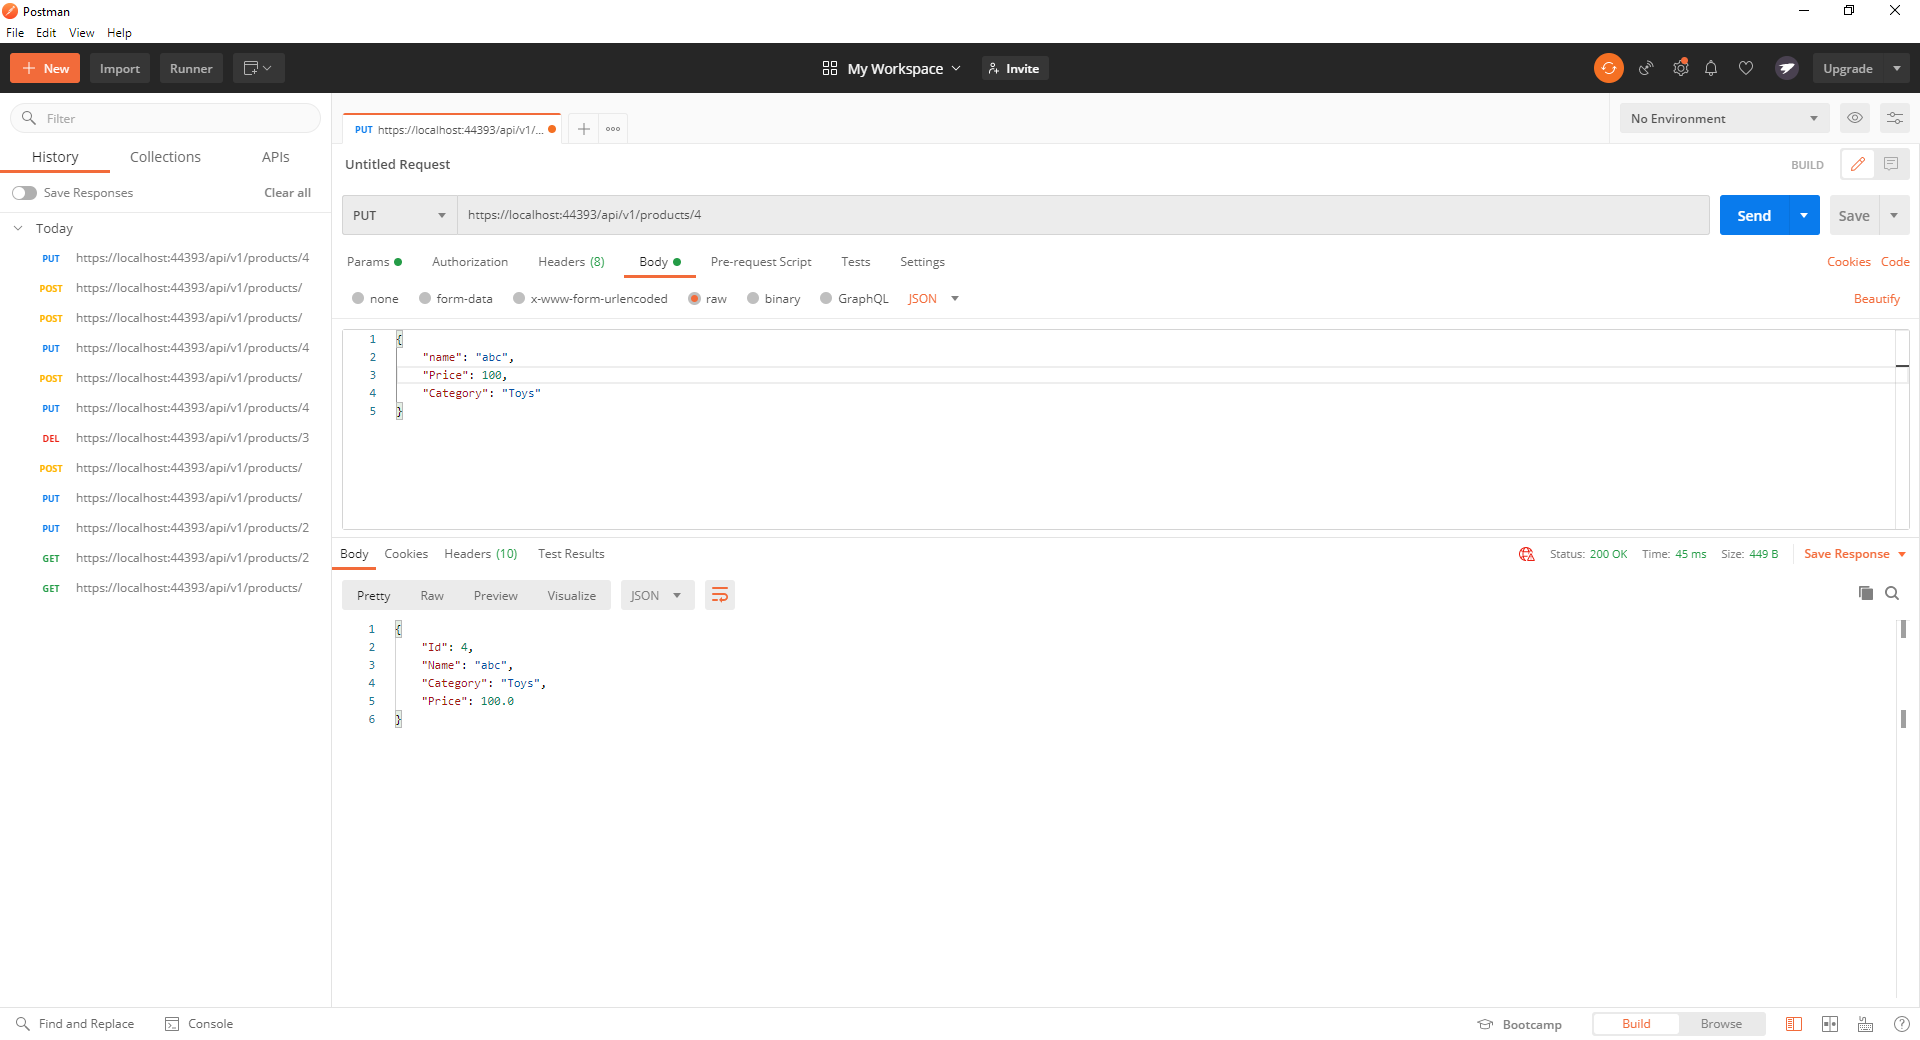 Postman
File Edit View Help
New Import Runner My Workspace Invite Upgrade
Filter
History Collections APIs
Save Responses Clear all
Today
PUT https://localhost:44393/api/v1/products/4
POST https://localhost:44393/api/v1/products/
POST https://localhost:44393/api/v1/products/
PUT https://localhost:44393/api/v1/products/4
POST https://localhost:44393/api/v1/products/
PUT https://localhost:44393/api/v1/products/4
DEL https://localhost:44393/api/v1/products/3
POST https://localhost:44393/api/v1/products/
PUT https://localhost:44393/api/v1/products/
PUT https://localhost:44393/api/v1/products/2
GET https://localhost:44393/api/v1/products/2
GET https://localhost:44393/api/v1/products/
PUT https://localhost:44393/api/v1/... No Environment
Untitled Request BUILD
PUT https://localhost:44393/api/v1/products/4 Send Save
Params Authorization Headers (8) Body Pre-request Script Tests Settings Cookies Code
none form-data x-www-form-urlencoded raw binary GraphQL JSON Beautify
1 {
2 "name": "abc",
3 "Price": 100,
4 "Category": "Toys"
5 }
Body Cookies Headers (10) Test Results Status: 200 OK Time: 45 ms Size: 449 B Save Response
Pretty Raw Preview Visualize JSON
1 {
2 "Id": 4,
3 "Name": "abc",
4 "Category": "Toys",
5 "Price": 100.0
6 }
Find and Replace Console Bootcamp Build Browse